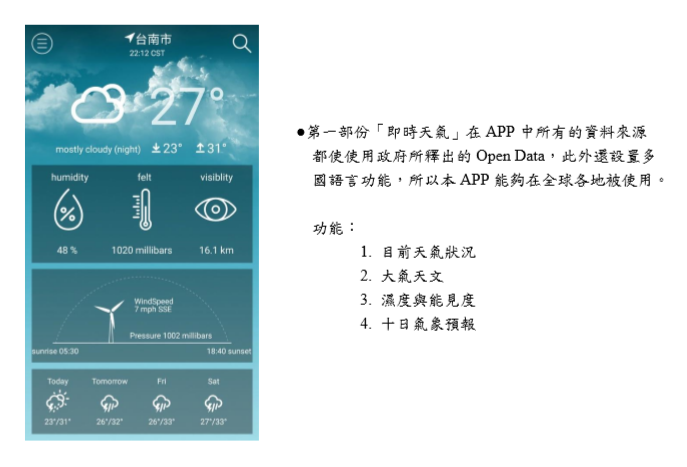 台南市
22:12 CST
27°
mostly cloudy (night) 23° 31°
humidity felt visiblity
48 % 1020 millibars 16.1 km
WindSpeed
7 mph SSE
Pressure 1002 millibars
sunrise 05:30 18:40 sunset
Today Tomorrow Fri Sat
23°/31° 26°/32° 26°/33° 27°/33°
●第一部份「即時天氣」在 APP 中所有的資料來源
都使使用政府所釋出的 Open Data，此外還設置多
國語言功能，所以本 APP 能夠在全球各地被使用。
功能：
1. 目前天氣狀況
2. 大氣天文
3. 濕度與能見度
4. 十日氣象預報